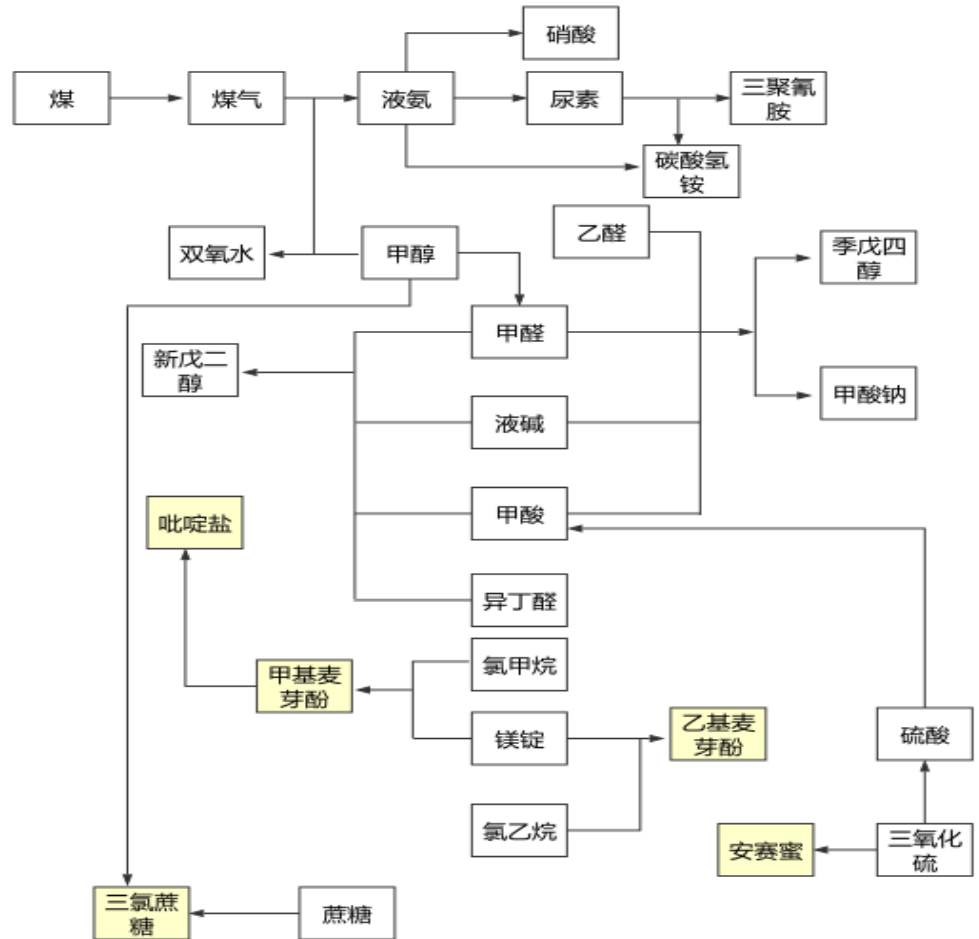 硝酸
煤
煤气
液氨
尿素
三聚氰
胺
碳酸氢
铵
双氧水
甲醇
乙醛
季戊四
醇
甲醛
新戊二
醇
甲酸钠
液碱
吡啶盐
甲酸
异丁醛
氯甲烷
甲基麦
芽酚
镁锭
乙基麦
芽酚
硫酸
氯乙烷
安赛蜜
三氧化
硫
三氯蔗
糖
蔗糖